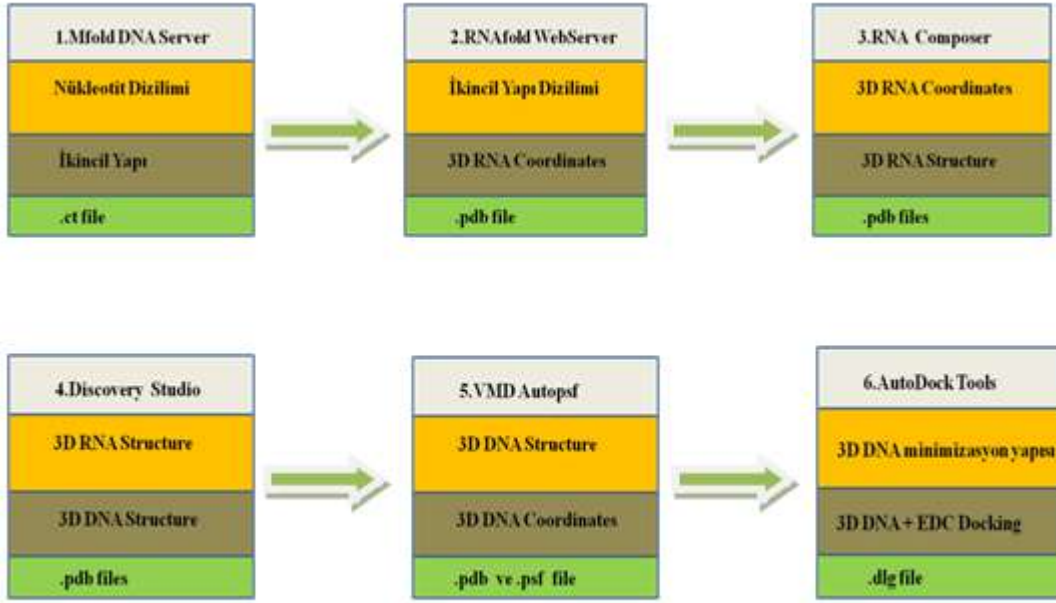 1.Mfold DNA Server
Nükleotit Dizilimi
İkincil Yapı
.ct file
2.RNAfold WebServer
İkincil Yapı Dizilimi
3D RNA Coordinates
.pdb file
3.RNA Composer
3D RNA Coordinates
3D RNA Structure
.pdb files
4.Discovery Studio
3D RNA Structure
3D DNA Structure
.pdb files
5.VMD Autopsf
3D DNA Structure
3D DNA Coordinates
.pdb ve .psf file
6.AutoDock Tools
3D DNA minimizasyon yapısı
3D DNA + EDC Docking
.dlg file